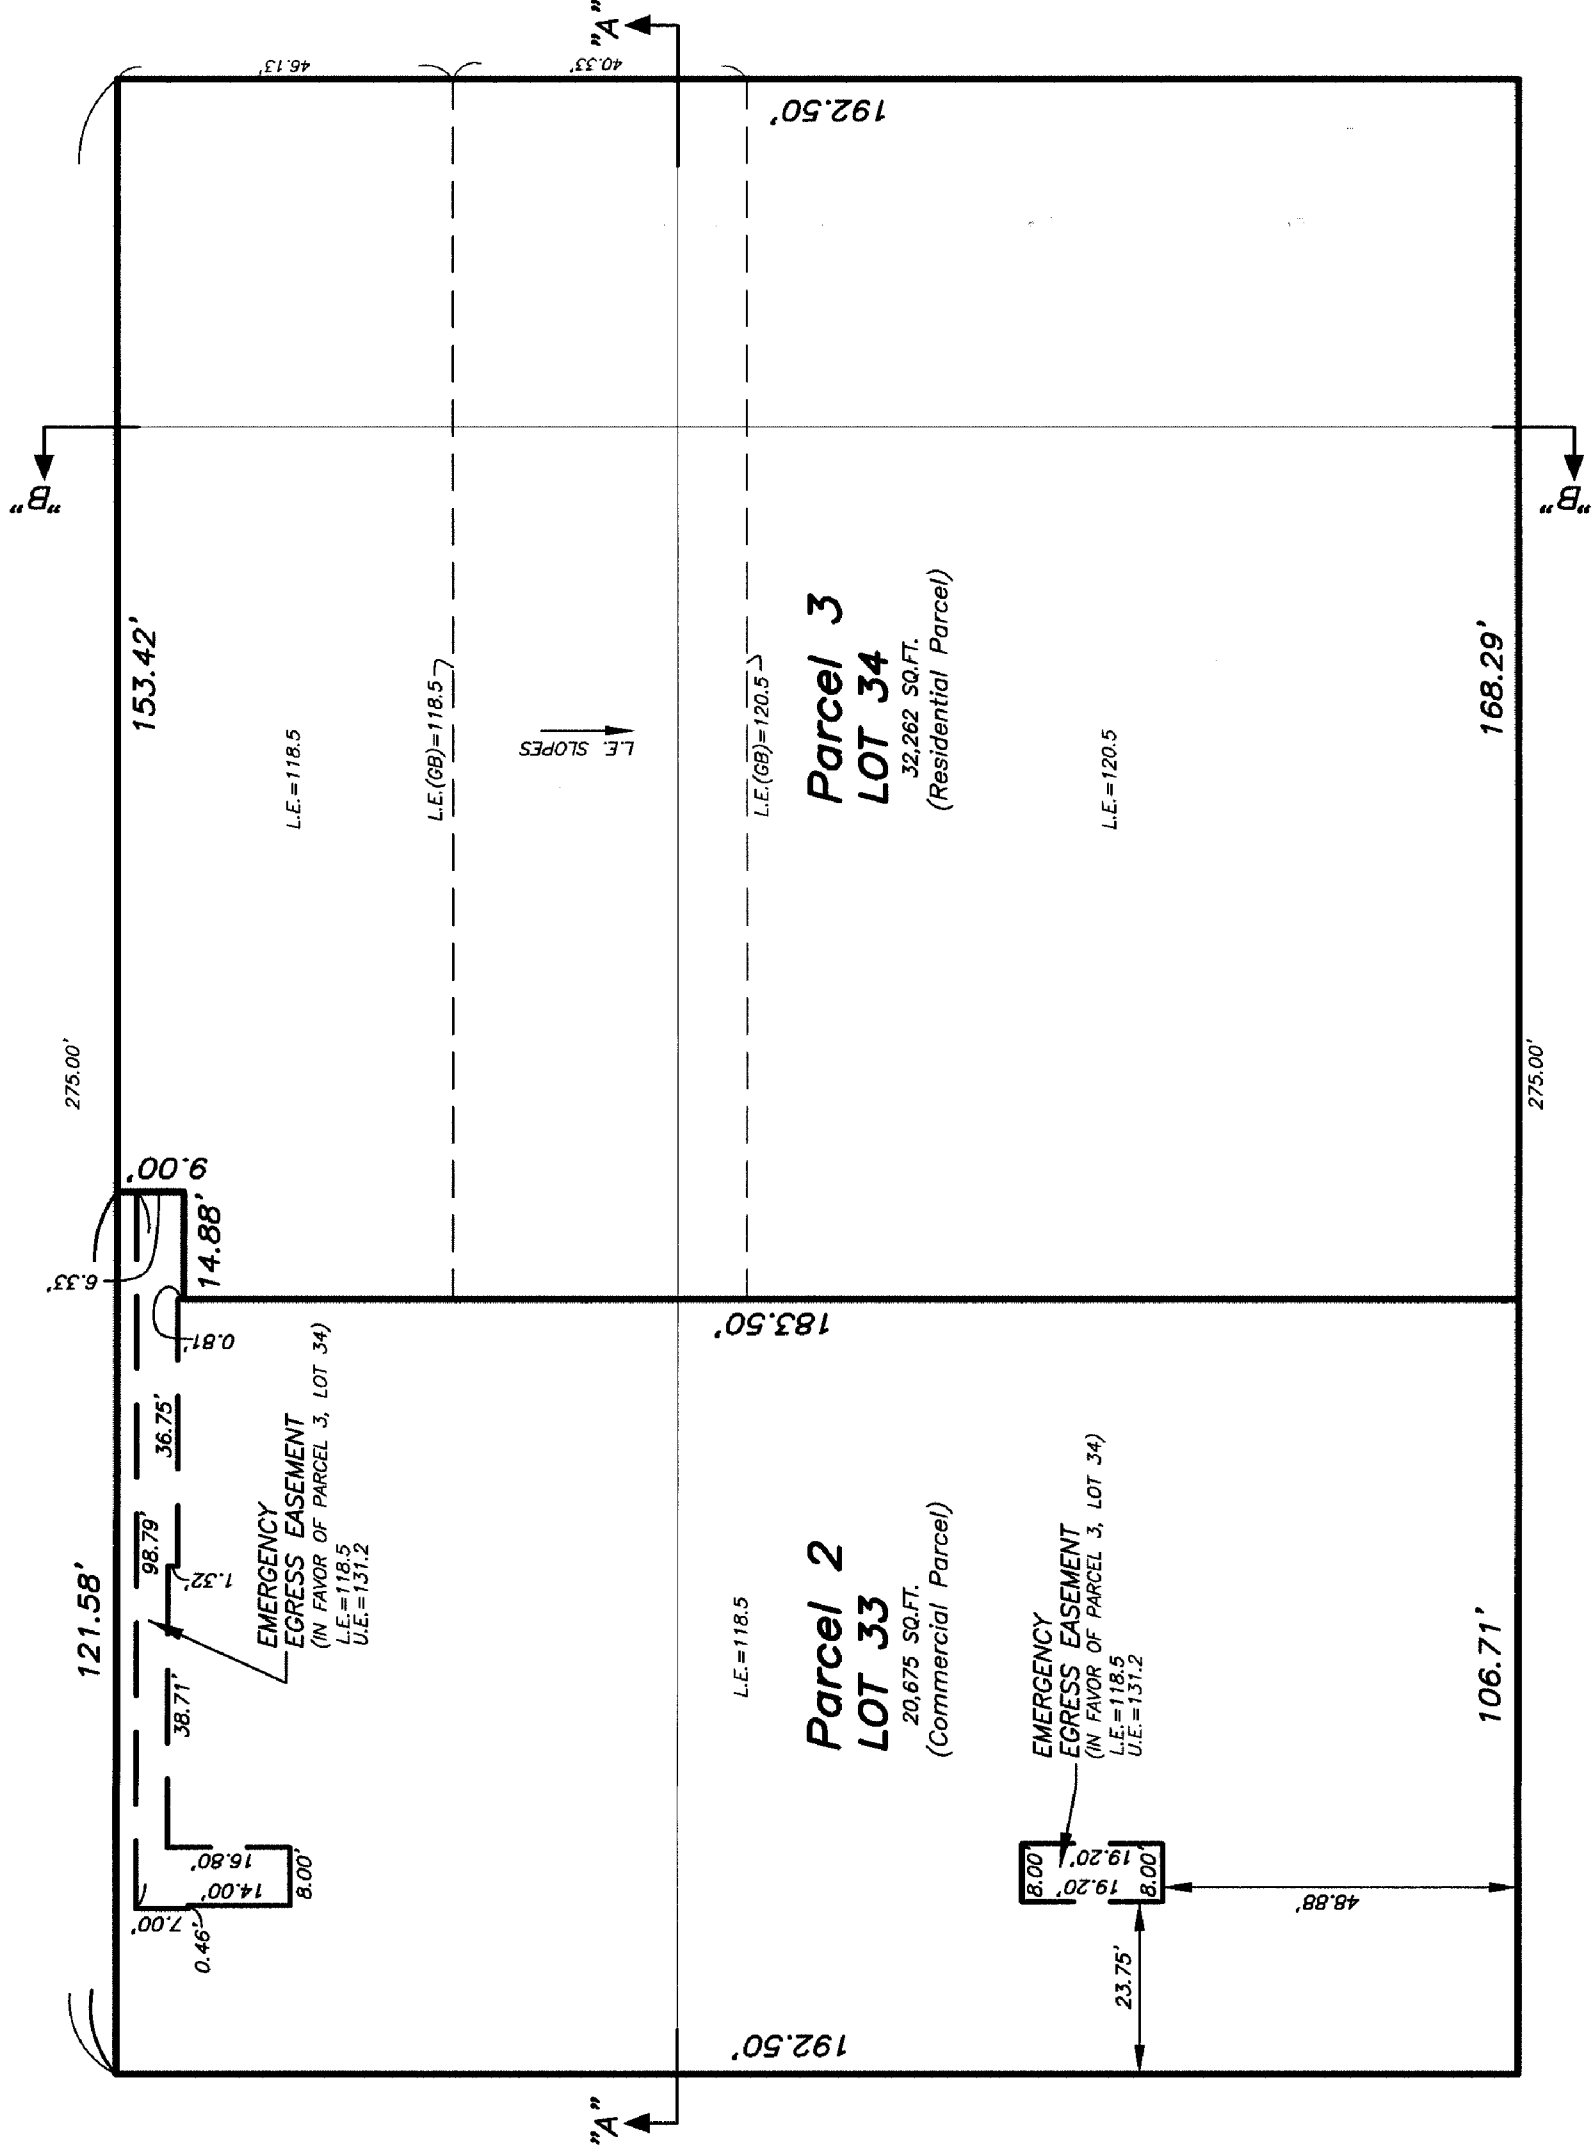 "A"
46.13'
40.33'
192.50'
"B"
"B"
153.42'
L.E.=118.5
L.E.(GB)=118.5
L.E. SLOPES
L.E.(GB)=120.5
Parcel 3
LOT 34
32,262 SQ.FT.
(Residential Parcel)
L.E.=120.5
168.29'
275.00'
275.00'
9.00'
14.88'
6.33'
0.81'
183.50'
36.75'
98.79'
1.32'
38.71'
121.58'
EMERGENCY
EGRESS EASEMENT
(IN FAVOR OF PARCEL 3, LOT 34)
L.E.=118.5
U.E.=131.2
16.80'
14.00'
8.00'
7.00'
0.46'
L.E.=118.5
Parcel 2
LOT 33
20,675 SQ.FT.
(Commercial Parcel)
EMERGENCY
EGRESS EASEMENT
(IN FAVOR OF PARCEL 3, LOT 34)
L.E.=118.5
U.E.=131.2
8.00'
19.20'
19.20'
8.00'
48.88'
23.75'
106.71'
192.50'
"A"